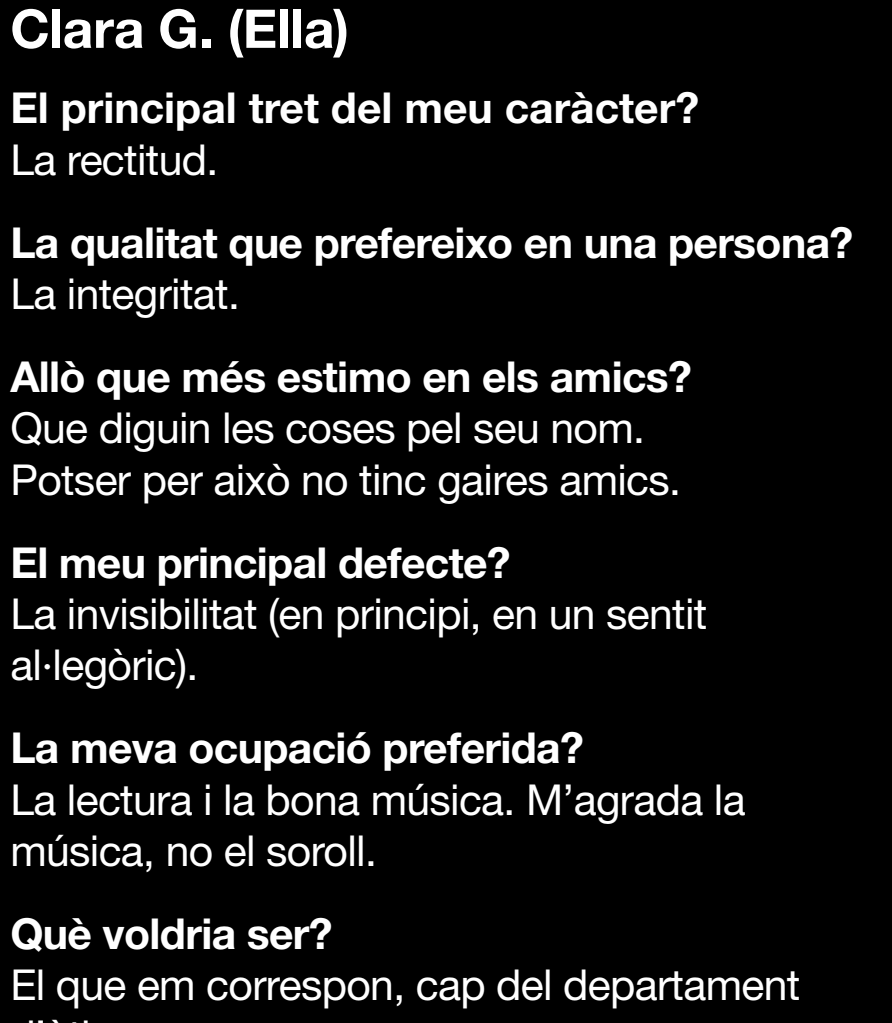 Clara G. (Ella)
El principal tret del meu caràcter?
La rectitud.
La qualitat que prefereixo en una persona?
La integritat.
Allò que més estimo en els amics?
Que diguin les coses pel seu nom.
Potser per això no tinc gaires amics.
El meu principal defecte?
La invisibilitat (en principi, en un sentit
al·legòric).
La meva ocupació preferida?
La lectura i la bona música. M’agrada la
música, no el soroll.
Què voldria ser?
El que em correspon, cap del departament